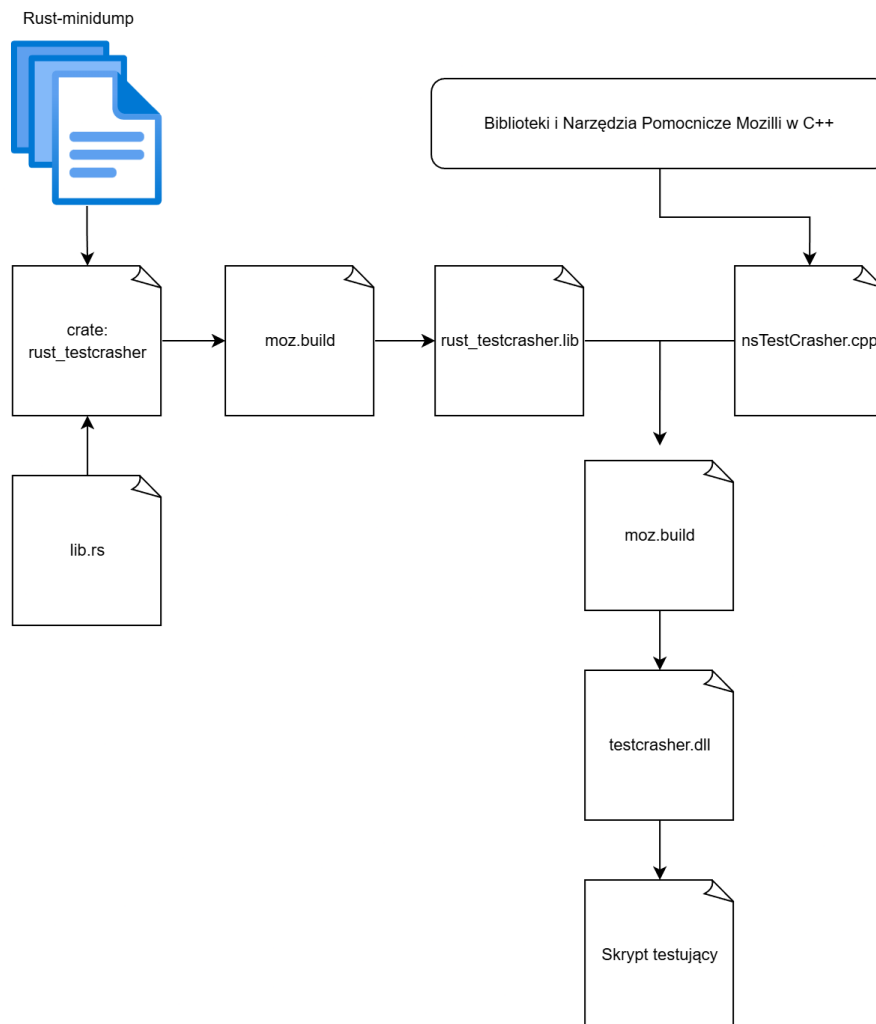 Rust-minidump
Biblioteki i Narzędzia Pomocnicze Mozilli w C++
crate:
rust_testcrasher
moz.build
rust_testcrasher.lib
nsTestCrasher.cpp
lib.rs
moz.build
testcrasher.dll
Skrypt testujący